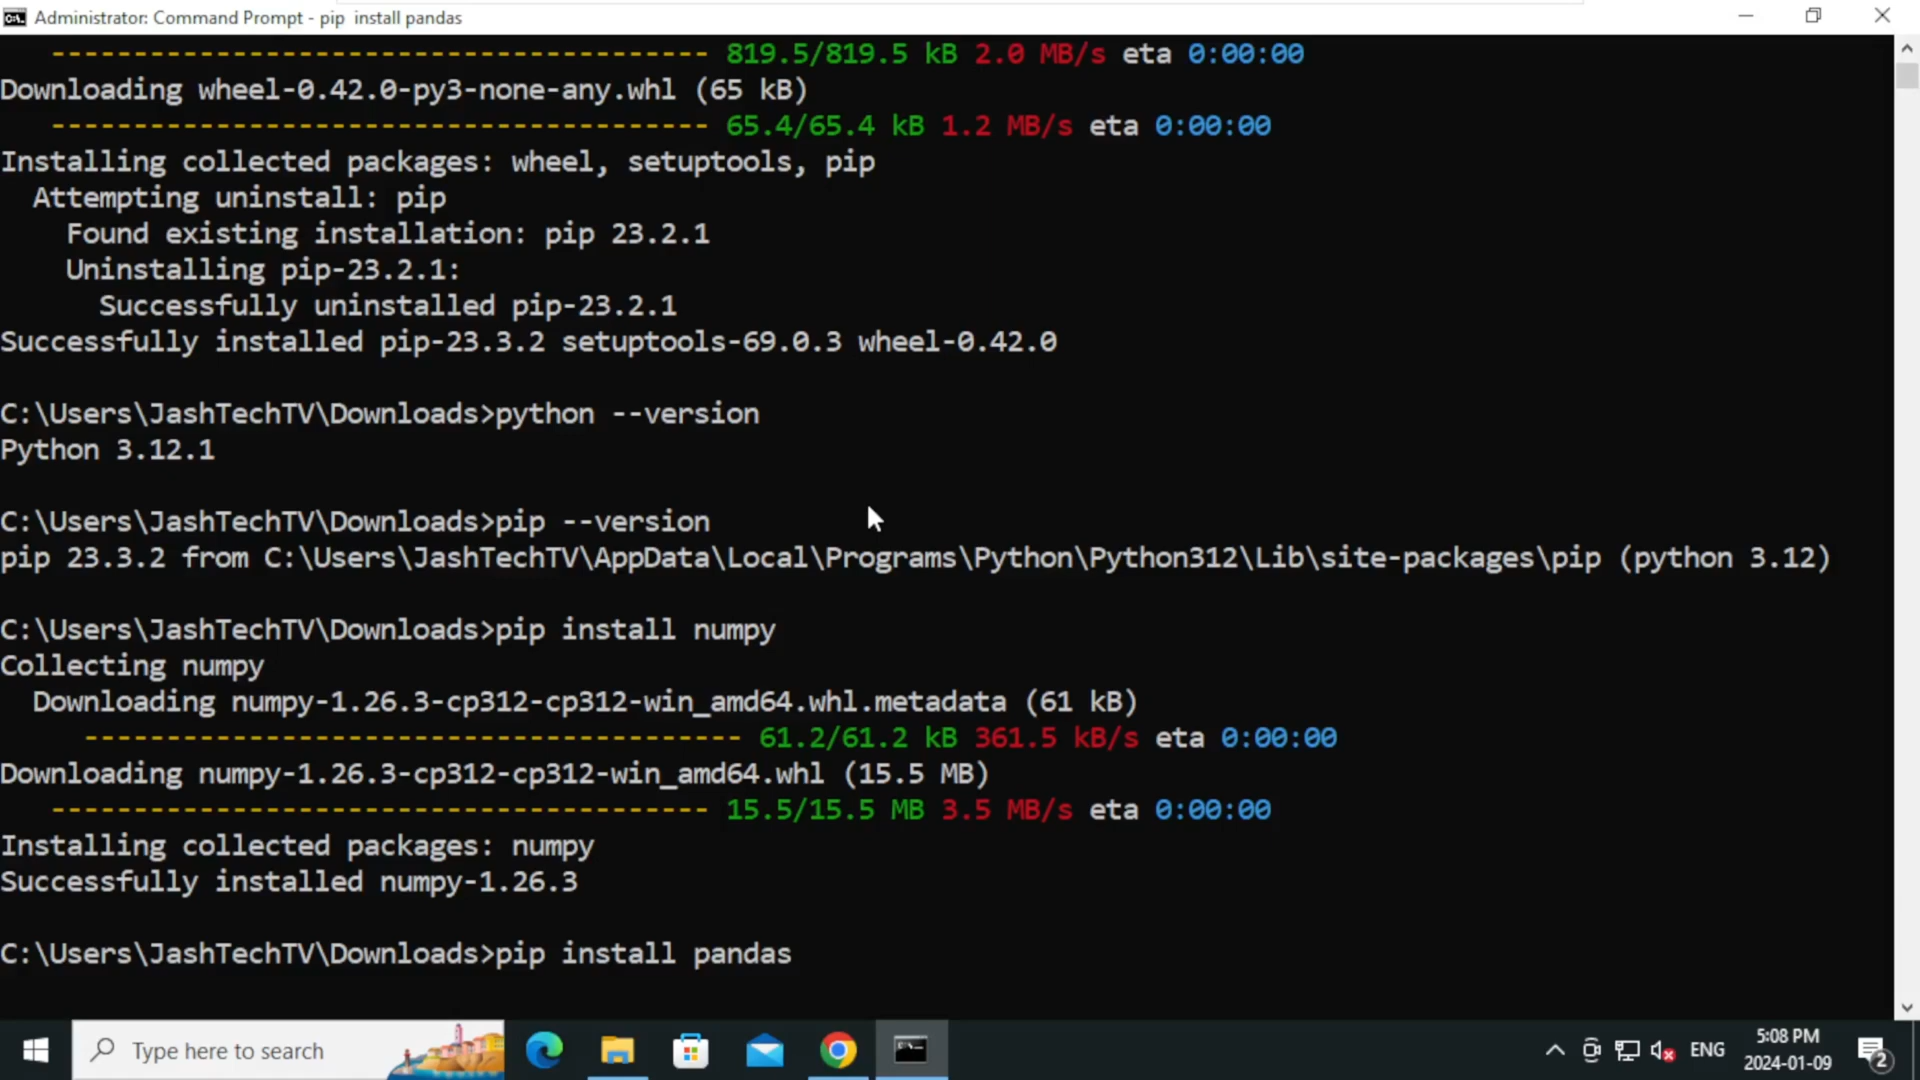 Administrator: Command Prompt - pip  install pandas
---------------------------------------- 819.5/819.5 kB 2.0 MB/s eta 0:00:00
Downloading wheel-0.42.0-py3-none-any.whl (65 kB)
---------------------------------------- 65.4/65.4 kB 1.2 MB/s eta 0:00:00
Installing collected packages: wheel, setuptools, pip
Attempting uninstall: pip
Found existing installation: pip 23.2.1
Uninstalling pip-23.2.1:
Successfully uninstalled pip-23.2.1
Successfully installed pip-23.3.2 setuptools-69.0.3 wheel-0.42.0
C:\Users\JashTechTV\Downloads>python --version
Python 3.12.1
C:\Users\JashTechTV\Downloads>pip --version
pip 23.3.2 from C:\Users\JashTechTV\AppData\Local\Programs\Python\Python312\Lib\site-packages\pip (python 3.12)
C:\Users\JashTechTV\Downloads>pip install numpy
Collecting numpy
Downloading numpy-1.26.3-cp312-cp312-win_amd64.whl.metadata (61 kB)
---------------------------------------- 61.2/61.2 kB 361.5 kB/s eta 0:00:00
Downloading numpy-1.26.3-cp312-cp312-win_amd64.whl (15.5 MB)
---------------------------------------- 15.5/15.5 MB 3.5 MB/s eta 0:00:00
Installing collected packages: numpy
Successfully installed numpy-1.26.3
C:\Users\JashTechTV\Downloads>pip install pandas
Type here to search
ENG
5:08 PM
2024-01-09
2